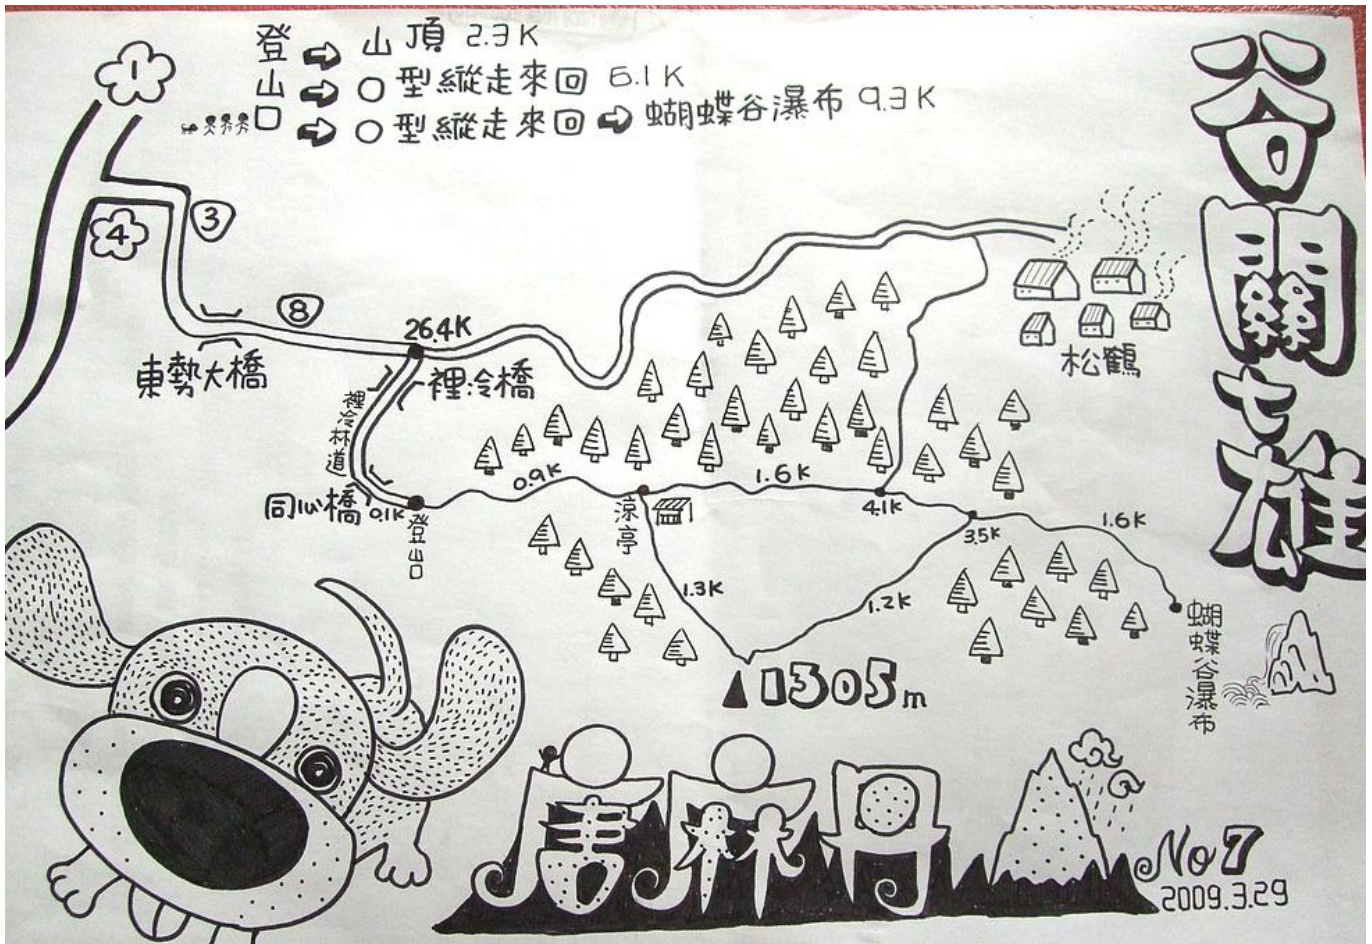 登山口 ➡ 山頂 2.3K
➡ O型縱走來回 6.1K
➡ O型縱走來回 ➡ 蝴蝶谷瀑布 9.3K
谷關七雄
1
4
3
8
26.4K
東勢大橋
裡冷橋
裡冷林道
同心橋
0.1K
登山口
0.9K
涼亭
1.6K
4.1K
3.5K
1.6K
1.3K
1.2K
松鶴
蝴蝶谷瀑布
▲1305m
唐麻丹
No 7
2009.3.29